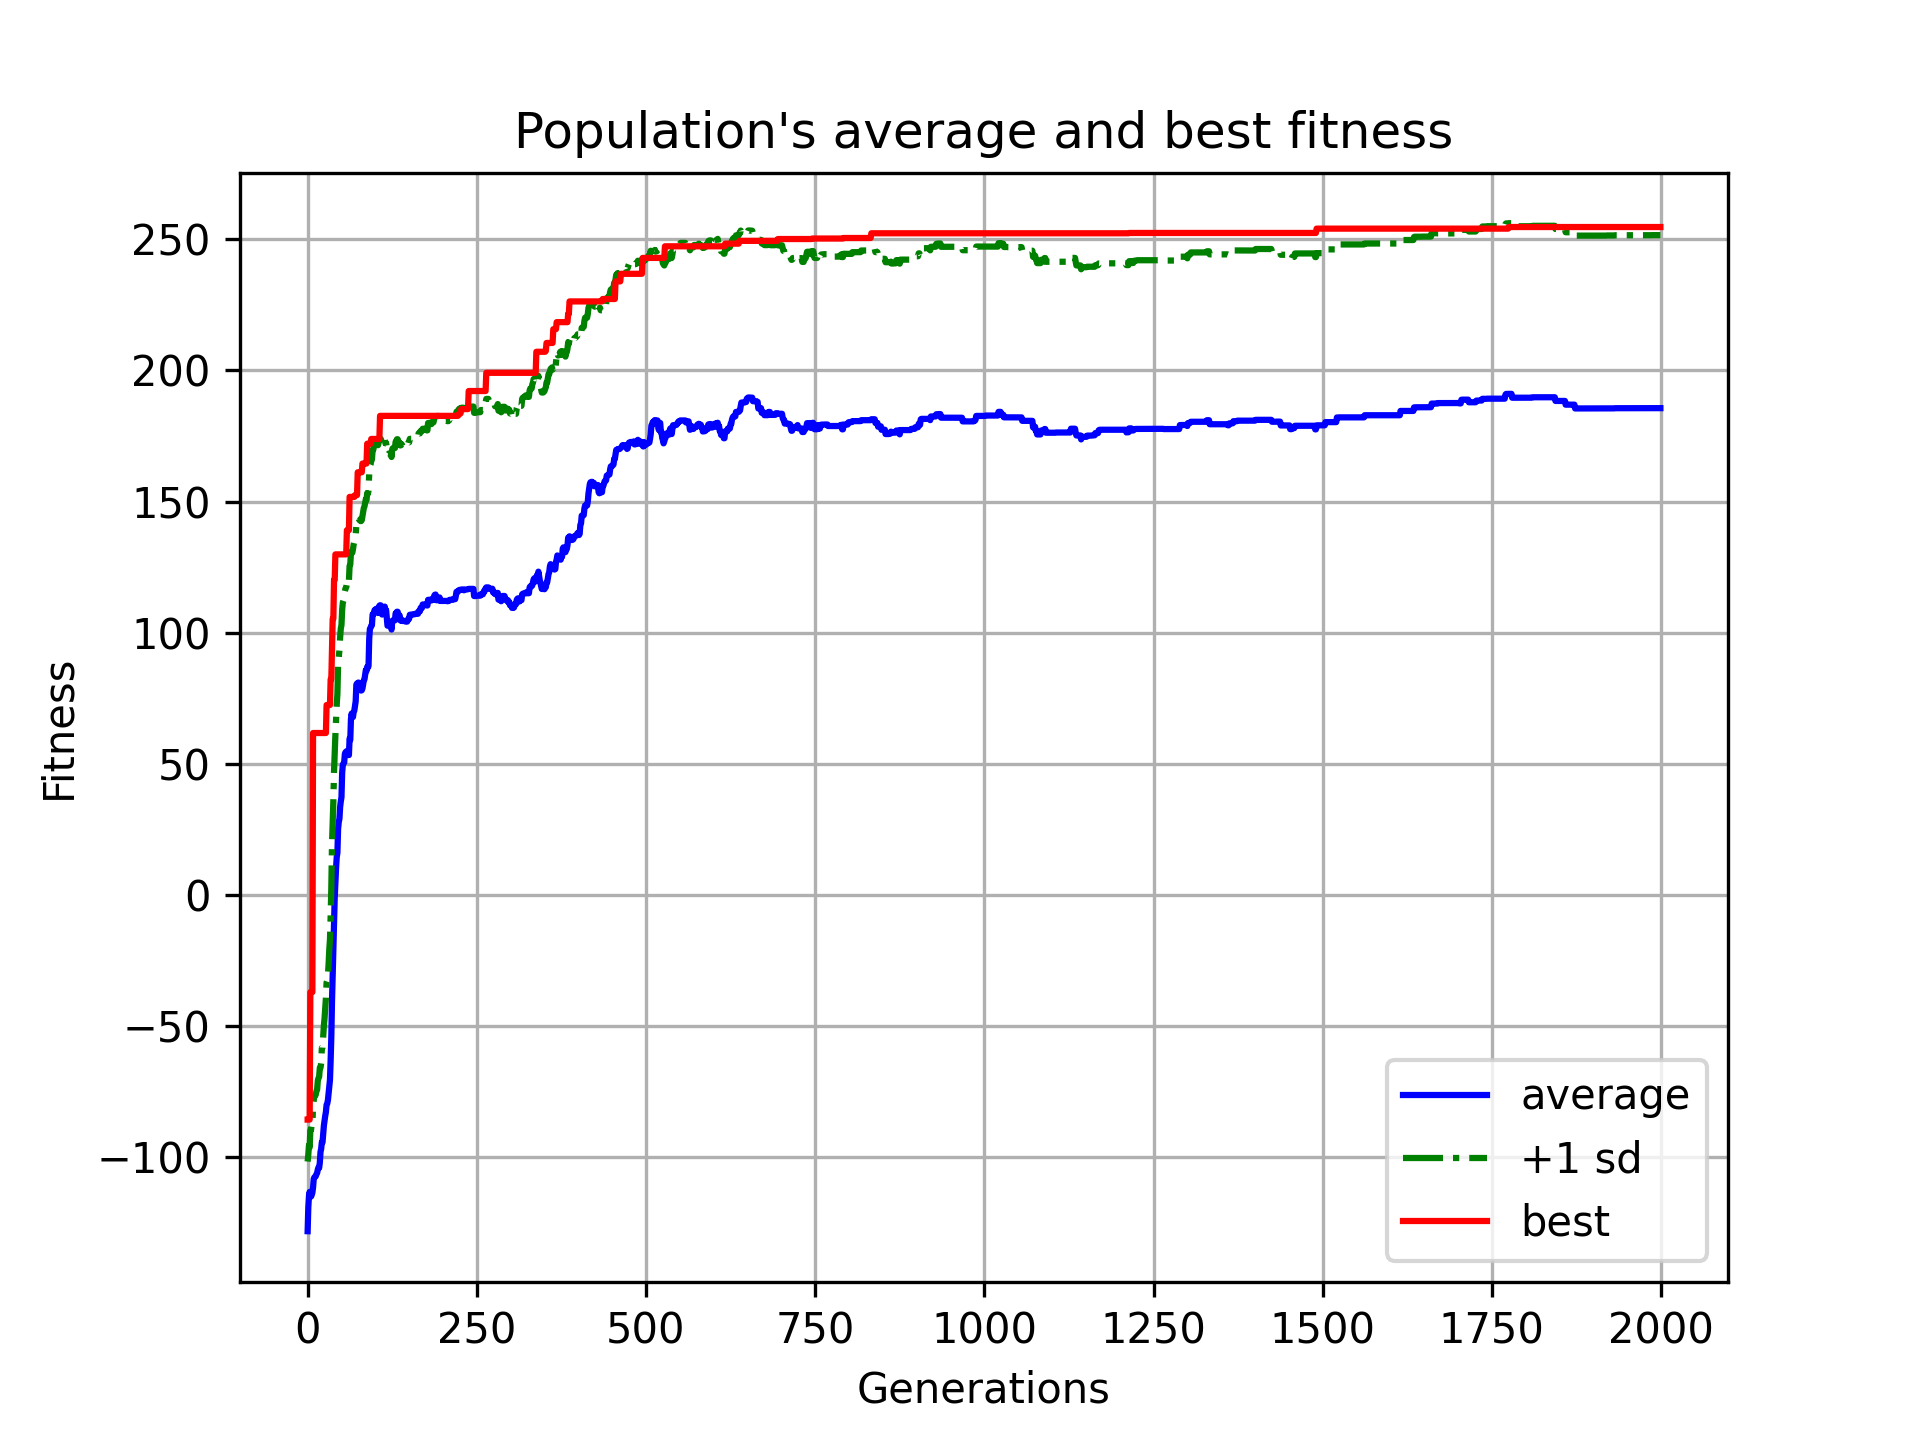 Population's average and best fitness
Fitness
250
200
150
100
50
0
−50
−100
0 250 500 750 1000 1250 1500 1750 2000
Generations
average
+1 sd
best